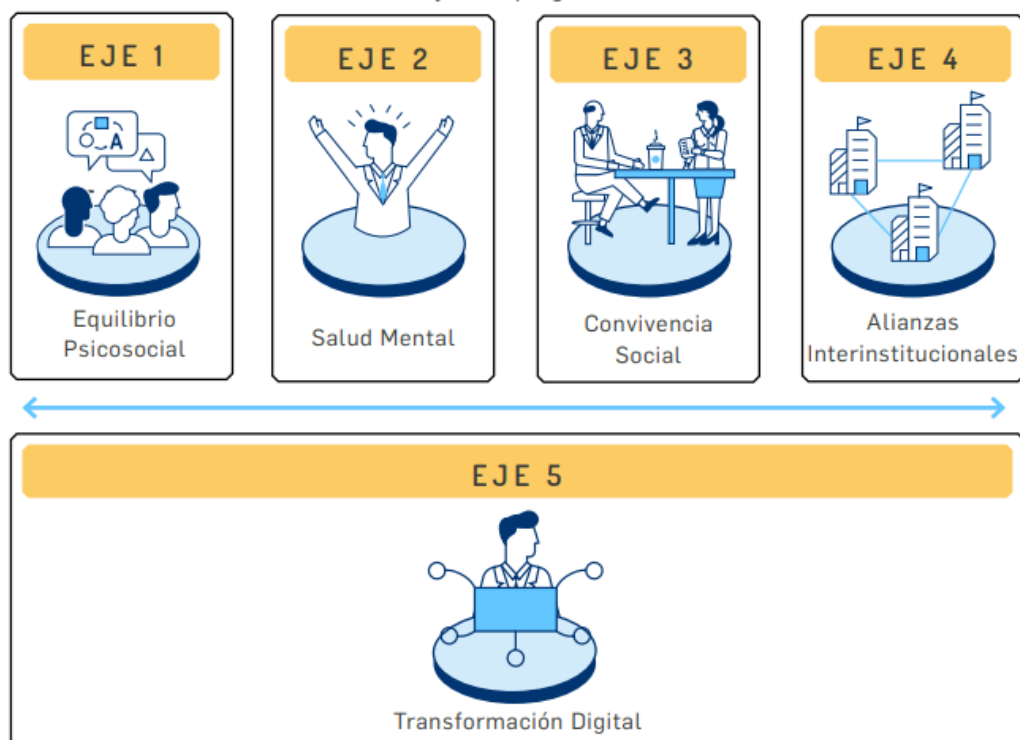 EJE 1
EJE 2
EJE 3
EJE 4
A
Equilibrio
Psicosocial
Salud Mental
Convivencia
Social
Alianzas
Interinstitucionales
EJE 5
Transformación Digital